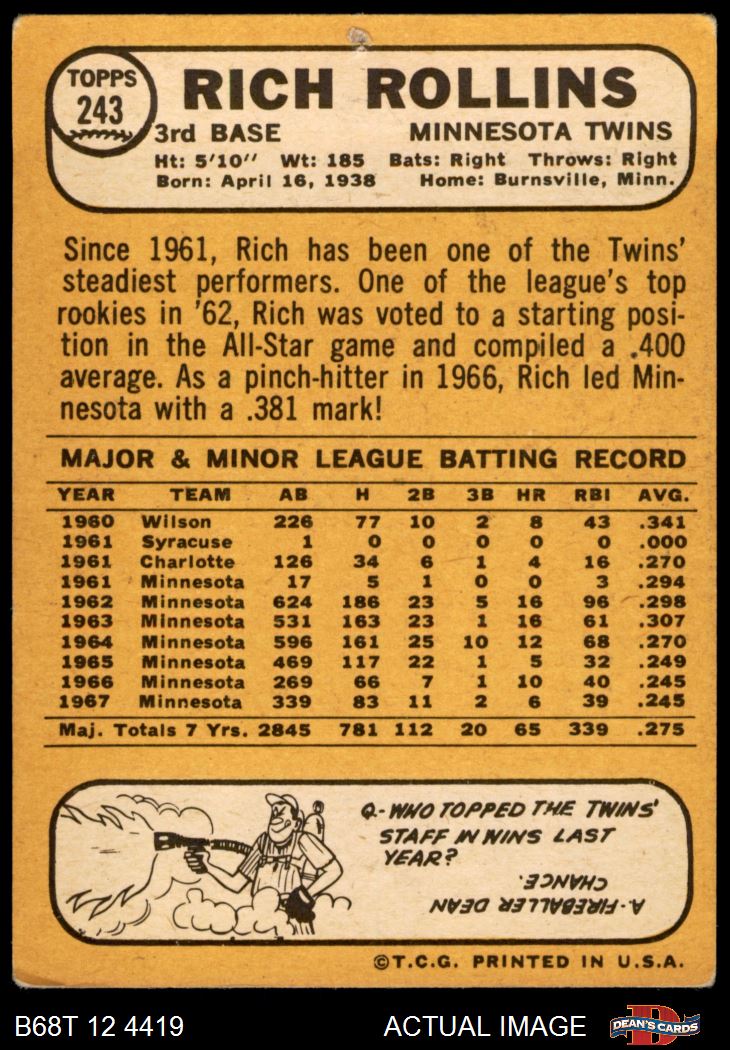 TOPPS
243
RICH ROLLINS
3rd BASE MINNESOTA TWINS
Ht: 5'10" Wt: 185 Bats: Right Throws: Right
Born: April 16, 1938 Home: Burnsville, Minn.
Since 1961, Rich has been one of the Twins'
steadiest performers. One of the league's top
rookies in '62, Rich was voted to a starting posi-
tion in the All-Star game and compiled a .400
average. As a pinch-hitter in 1966, Rich led Min-
nesota with a .381 mark!
MAJOR & MINOR LEAGUE BATTING RECORD
YEAR TEAM AB H 2B 3B HR RBI AVG.
1960 Wilson 226 77 10 2 8 43 .341
1961 Syracuse 1 0 0 0 0 0 .000
1961 Charlotte 126 34 6 1 4 16 .270
1961 Minnesota 17 5 1 0 0 3 .294
1962 Minnesota 624 186 23 5 16 96 .298
1963 Minnesota 531 163 23 1 16 61 .307
1964 Minnesota 596 161 25 10 12 68 .270
1965 Minnesota 469 117 22 1 5 32 .249
1966 Minnesota 269 66 7 1 10 40 .245
1967 Minnesota 339 83 11 2 6 39 .245
Maj. Totals 7 Yrs. 2845 781 112 20 65 339 .275
Q-WHO TOPPED THE TWINS'
STAFF IN WINS LAST
YEAR?
A-FIREBALLER DEAN
CHANCE.
©T.C.G. PRINTED IN U.S.A.
B68T 12 4419 ACTUAL IMAGE D DEAN'S CARDS